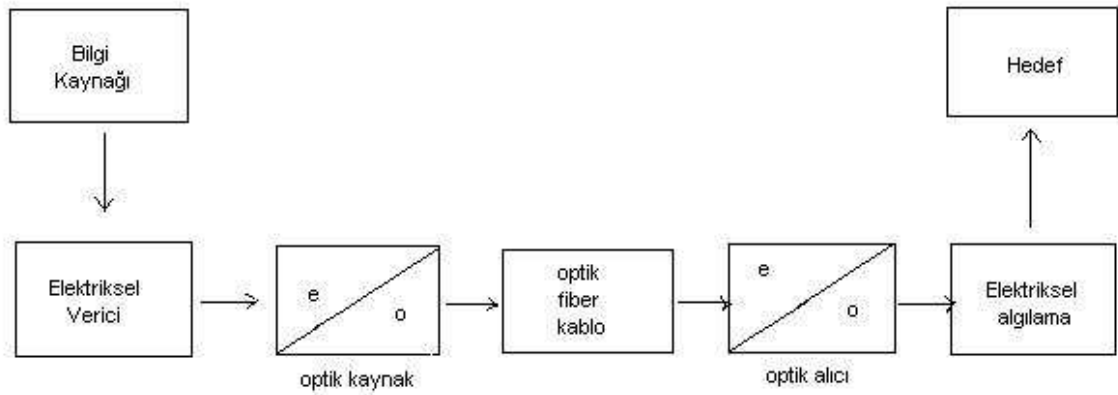 Bilgi
Kaynağı
Hedef
Elektriksel
Verici
e
o
optik kaynak
optik
fiber
kablo
e
o
optik alıcı
Elektriksel
algılama